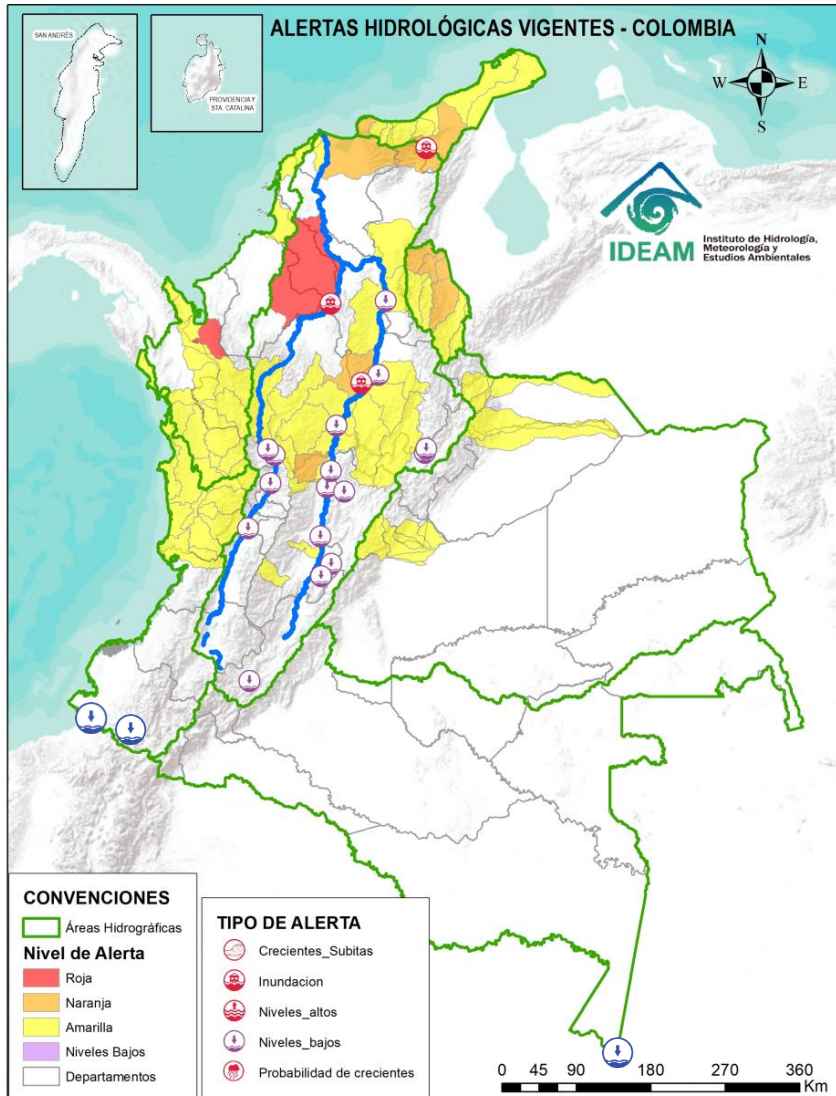 ALERTAS HIDROLÓGICAS VIGENTES - COLOMBIA
SAN ANDRÉS
PROVIDENCIA Y
STA. CATALINA
N
W
E
S
IDEAM
Instituto de Hidrología,
Meteorología y
Estudios Ambientales
CONVENCIONES
Áreas Hidrográficas
Nivel de Alerta
Roja
Naranja
Amarilla
Niveles Bajos
Departamentos
TIPO DE ALERTA
Crecientes_Subitas
Inundacion
Niveles_altos
Niveles_bajos
Probabilidad de crecientes
0 45 90 180 270 360
Km